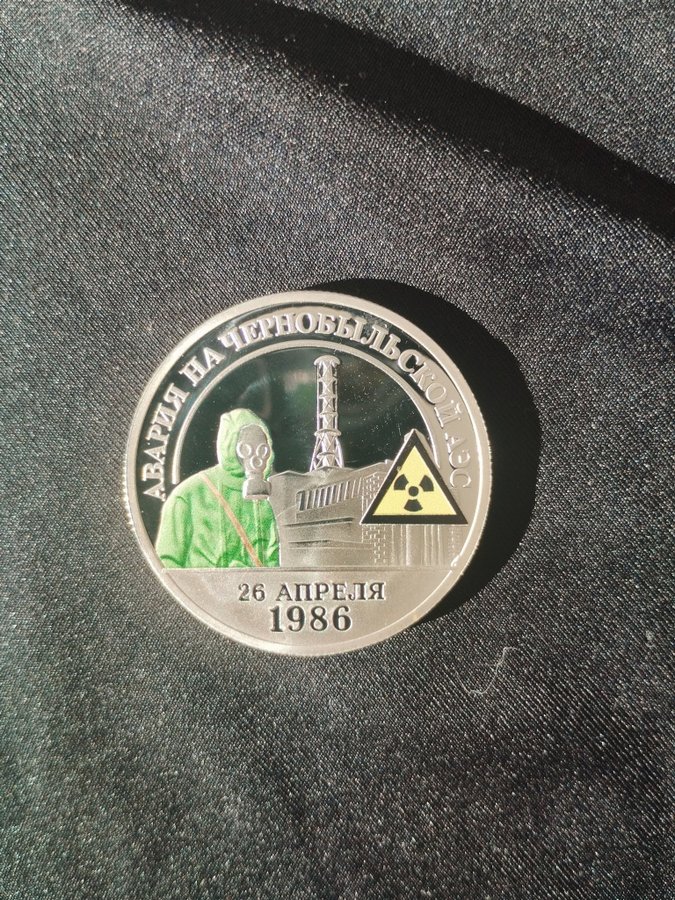 АВАРИЯ НА ЧЕРНОБЫЛЬСКОЙ АЭС
26 АПРЕЛЯ
1986